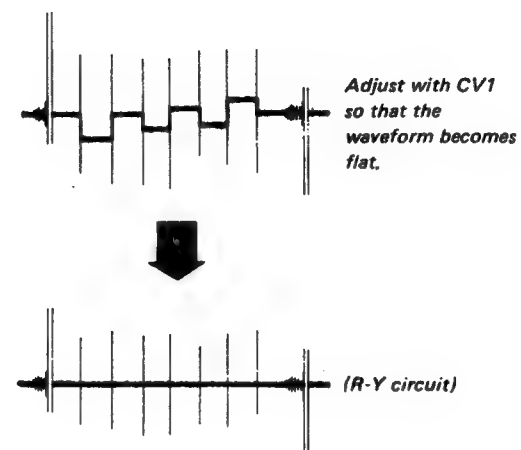 Adjust with CV1
so that the
waveform becomes
flat.
(R-Y circuit)